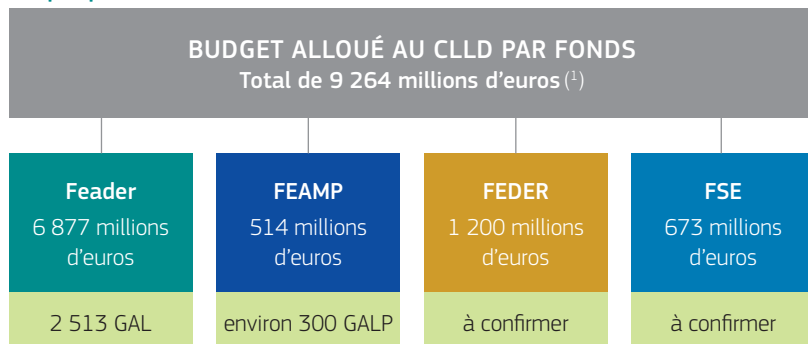 BUDGET ALLOUÉ AU CLLD PAR FONDS
Total de 9 264 millions d’euros (1)
Feader
6 877 millions
d’euros
2 513 GAL
FEAMP
514 millions
d’euros
environ 300 GALP
FEDER
1 200 millions
d’euros
à confirmer
FSE
673 millions
d’euros
à confirmer